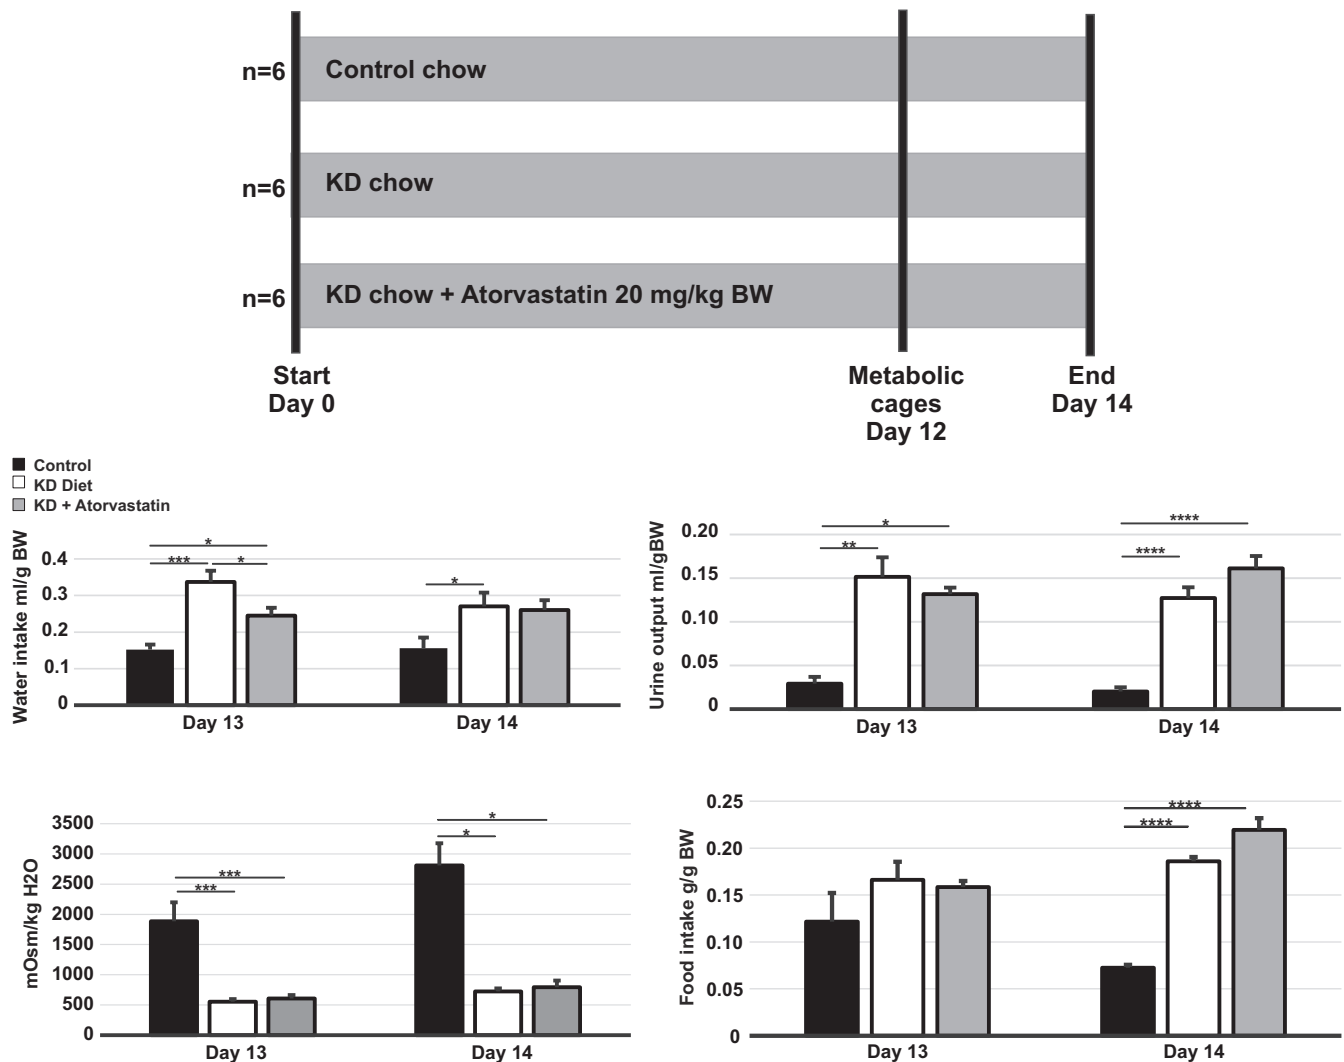 n=6
Control chow
n=6
KD chow
n=6
KD chow + Atorvastatin 20 mg/kg BW
Start
Day 0
Metabolic
cages
Day 12
End
Day 14
Control
KD Diet
KD + Atorvastatin
Water intake ml/g BW
0.4
0.3
0.2
0.1
0
*
***
*
*
Day 13
Day 14
Urine output ml/gBW
0.20
0.15
0.10
0.05
0
*
**
****
****
Day 13
Day 14
mOsm/kg H2O
3500
3000
2500
2000
1500
1000
500
0
***
***
*
*
Day 13
Day 14
Food intake g/g BW
0.25
0.20
0.15
0.10
0.05
0
****
****
Day 13
Day 14